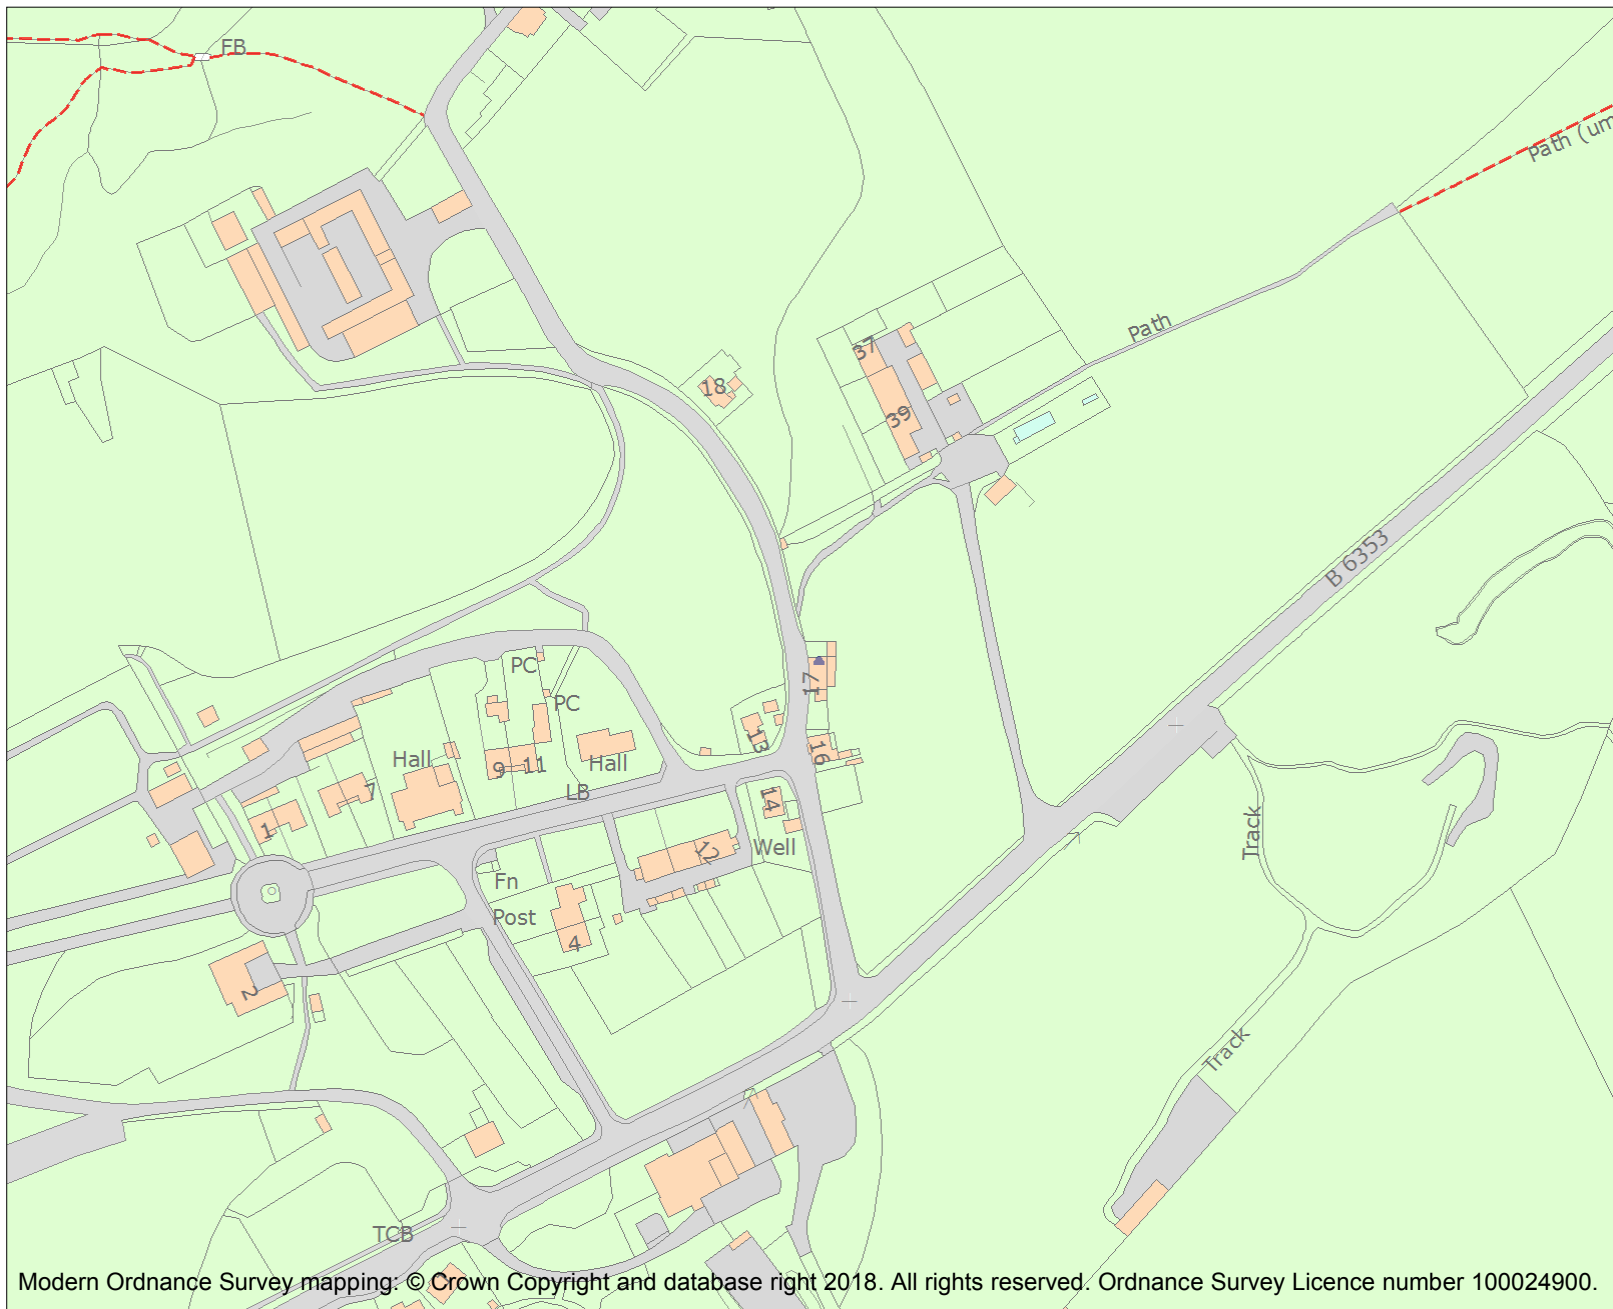 FB
Path (um
Path
37
18
39
B 6353
PC
17
PC
13
16
Hall
Hall
9
11
7
LB
14
1
Track
Well
12
Fn
Post
4
2
Track
TCB
Modern Ordnance Survey mapping: © Crown Copyright and database right 2018. All rights reserved. Ordnance Survey Licence number 100024900.